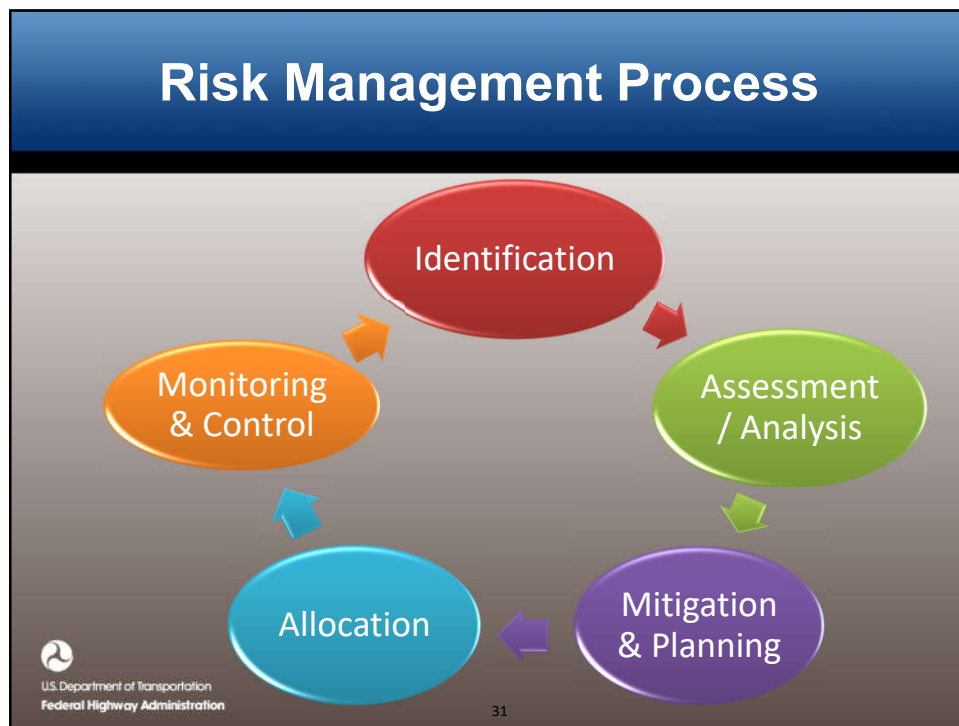 Risk Management Process
Identification
Assessment
/ Analysis
Mitigation
& Planning
Allocation
Monitoring
& Control
U.S. Department of Transportation
Federal Highway Administration
31